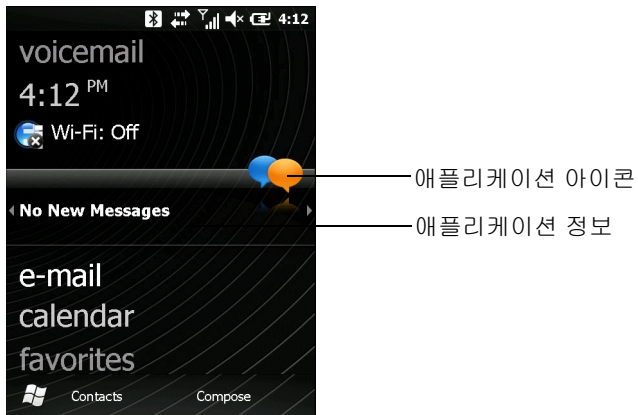 4:12
voicemail
4:12 PM
Wi-Fi: Off
애플리케이션 아이콘
No New Messages
애플리케이션 정보
e-mail
calendar
favorites
Contacts Compose